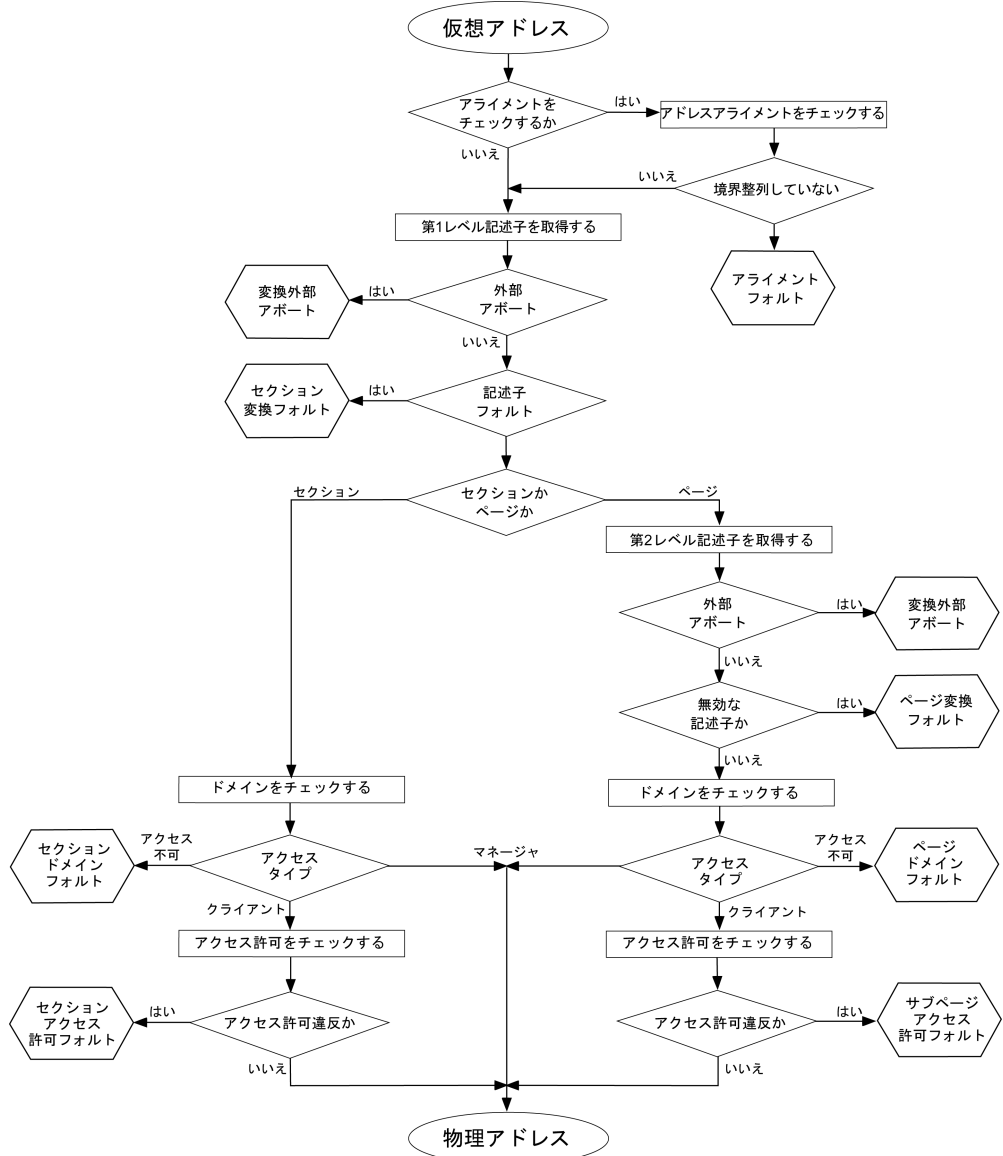 仮想アドレス
アライメントを
チェックするか
はい
アドレスアライメントをチェックする
いいえ
いいえ
境界整列していない
第1レベル記述子を取得する
アライメント
フォルト
変換外部
アボート
はい
外部
アボート
いいえ
セクション
変換フォルト
はい
記述子
フォルト
セクション
セクションか
ページか
ページ
第2レベル記述子を取得する
外部
アボート
はい
変換外部
アボート
いいえ
無効な
記述子か
はい
ページ変換
フォルト
いいえ
ドメインをチェックする
ドメインをチェックする
セクション
ドメイン
フォルト
アクセス
不可
アクセス
タイプ
マネージャ
アクセス
タイプ
アクセス
不可
ページ
ドメイン
フォルト
クライアント
クライアント
アクセス許可をチェックする
アクセス許可をチェックする
セクション
アクセス
許可フォルト
はい
アクセス許可違反か
アクセス許可違反か
はい
サブページ
アクセス
許可フォルト
いいえ
いいえ
物理アドレス